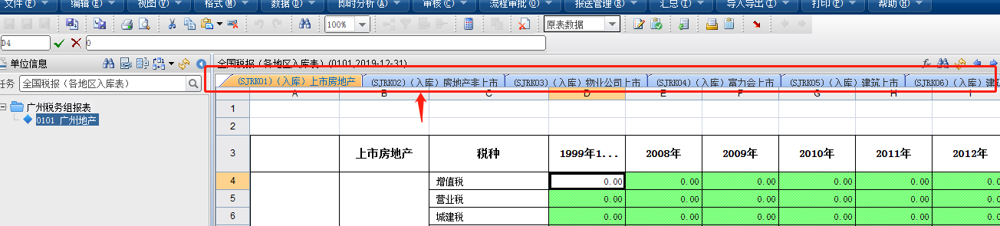 文件(F) 编辑(E) 视图(V) 格式(M) 数据(D) 即时分析(A) 审核(C) 流程审批(O) 报送管理(R) 汇总(I) 导入导出(I) 打印(P) 帮助(H)
100% 原表数据
D4 0
单位信息 全国税报（各地区入库表）(0101,2019-12-31)
任务 全国税报（各地区入库表）
(SJRK01)（入库）上市房地产 (SJRK02)（入库）房地产非上市 (SJRK03)（入库）物业公司上市 (SJRK04)（入库）富力会上市 (SJRK05)（入库）建筑上市 (SJRK06)（入库）建
A B C D E F G H I
广州税务组报表
0101 广州地产
1
2
3 上市房地产 税种 1999年1... 2008年 2009年 2010年 2011年 2012年
4 增值税 0.00 0.00 0.00 0.00 0.00 0.00
5 营业税 0.00 0.00 0.00 0.00 0.00 0.00
6 城建税 0.00 0.00 0.00 0.00 0.00 0.00